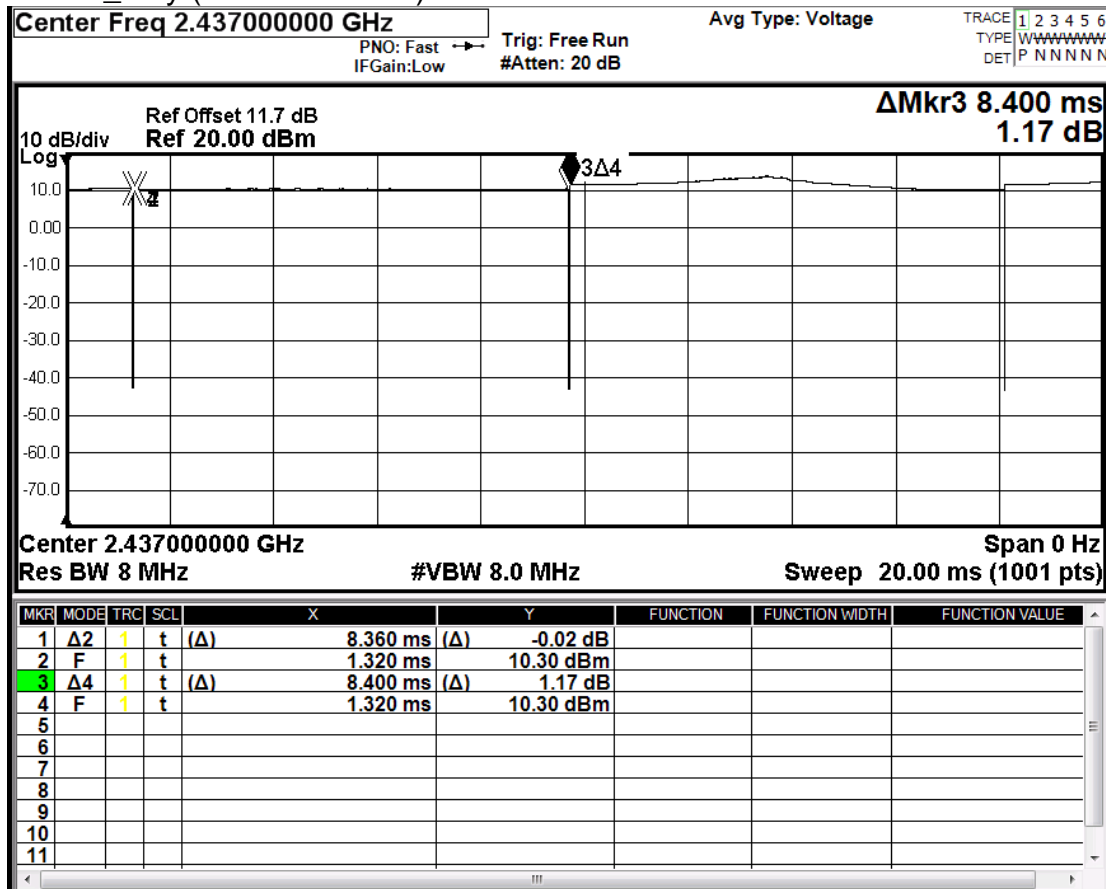 Center Freq 2.437000000 GHz
Avg Type: Voltage
TRACE 1 2 3 4 5 6
PNO: Fast
Trig: Free Run
TYPE WWWWWW
IFGain:Low
#Atten: 20 dB
DET P N N N N N
Ref Offset 11.7 dB
ΔMkr3 8.400 ms
10 dB/div Ref 20.00 dBm
1.17 dB
Log
3Δ4
10.0
0.00
-10.0
-20.0
-30.0
-40.0
-50.0
-60.0
-70.0
Center 2.437000000 GHz
Span 0 Hz
Res BW 8 MHz
#VBW 8.0 MHz
Sweep 20.00 ms (1001 pts)
MKR MODE TRC SCL X Y FUNCTION FUNCTION WIDTH FUNCTION VALUE
1 Δ2 1 t (Δ) 8.360 ms (Δ) -0.02 dB
2 F 1 t 1.320 ms 10.30 dBm
3 Δ4 1 t (Δ) 8.400 ms (Δ) 1.17 dB
4 F 1 t 1.320 ms 10.30 dBm
5
6
7
8
9
10
11